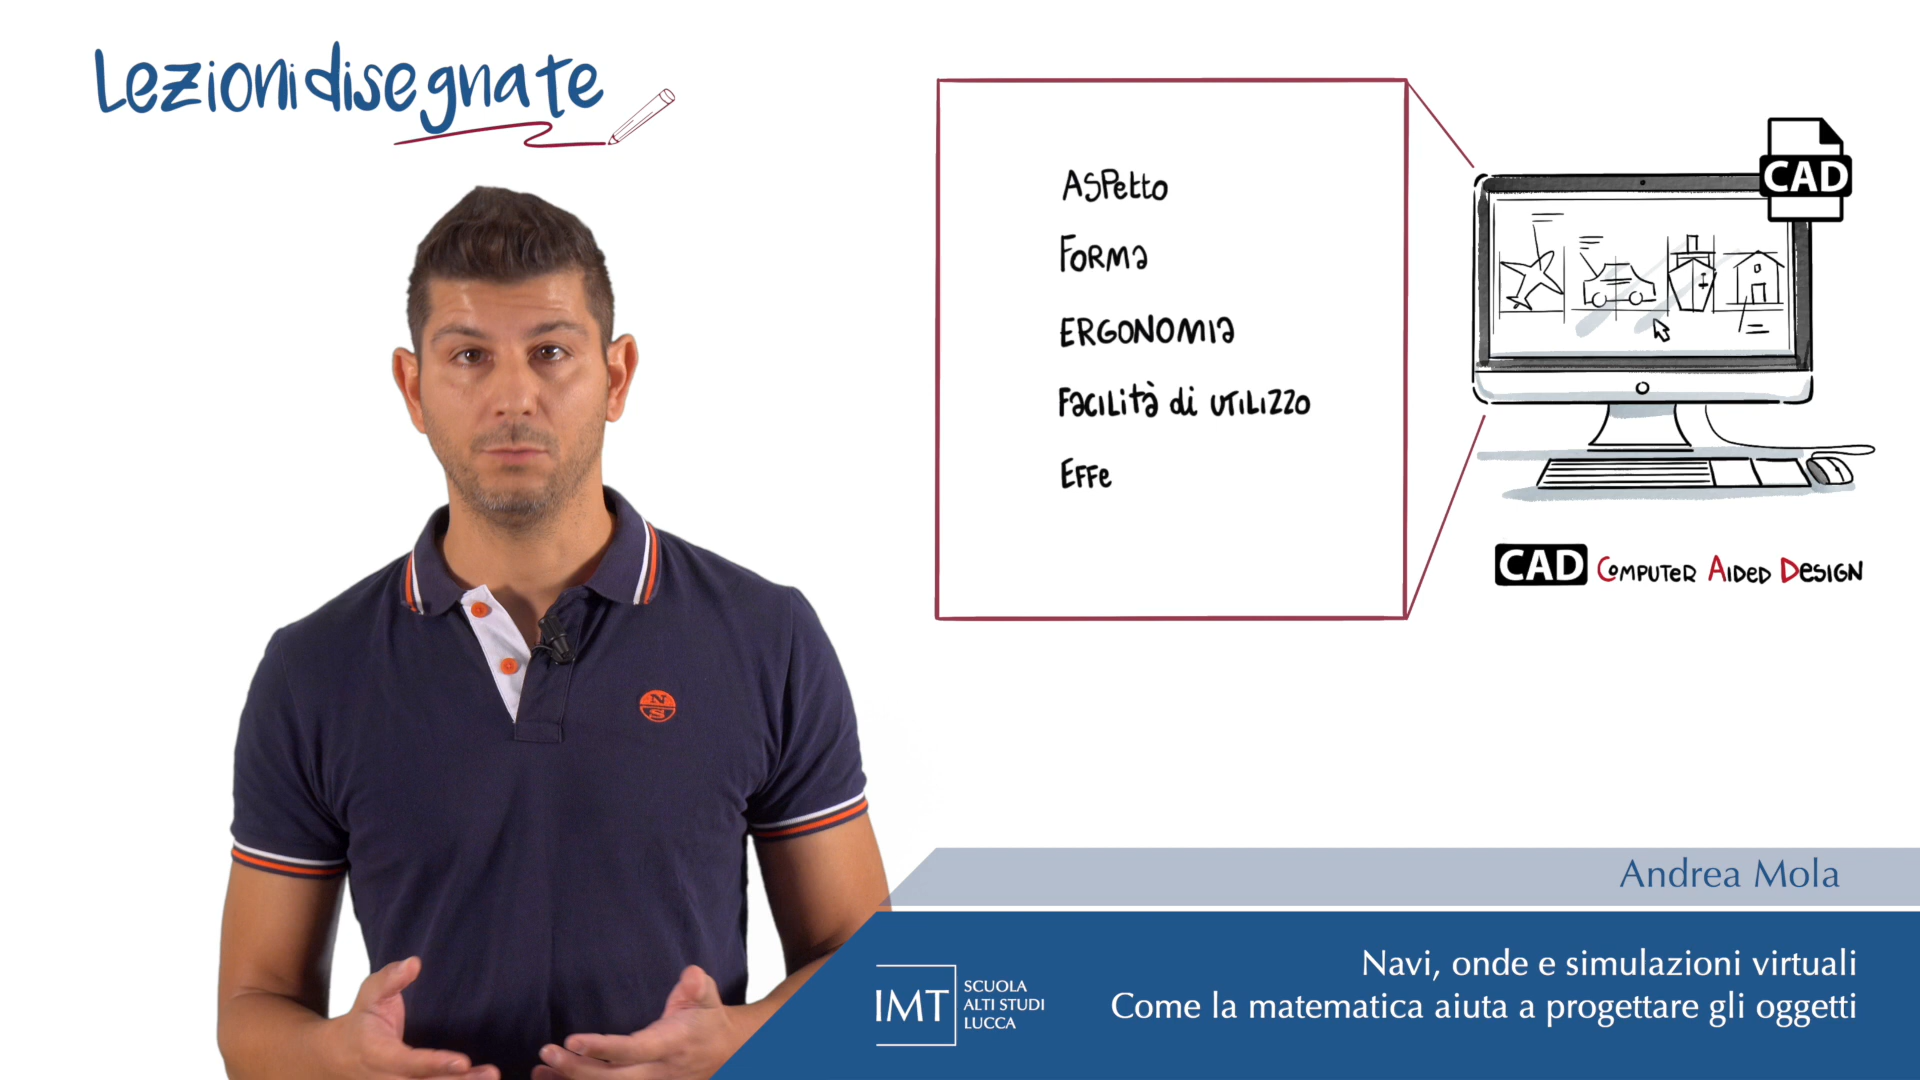 Lezionidisegnate
Aspetto
Forma
Ergonomia
Facilità di utilizzo
Effe
CAD
CAD Computer Aided Design
N
S
Andrea Mola
Navi, onde e simulazioni virtuali
Come la matematica aiuta a progettare gli oggetti
IMT
SCUOLA
ALTI STUDI
LUCCA